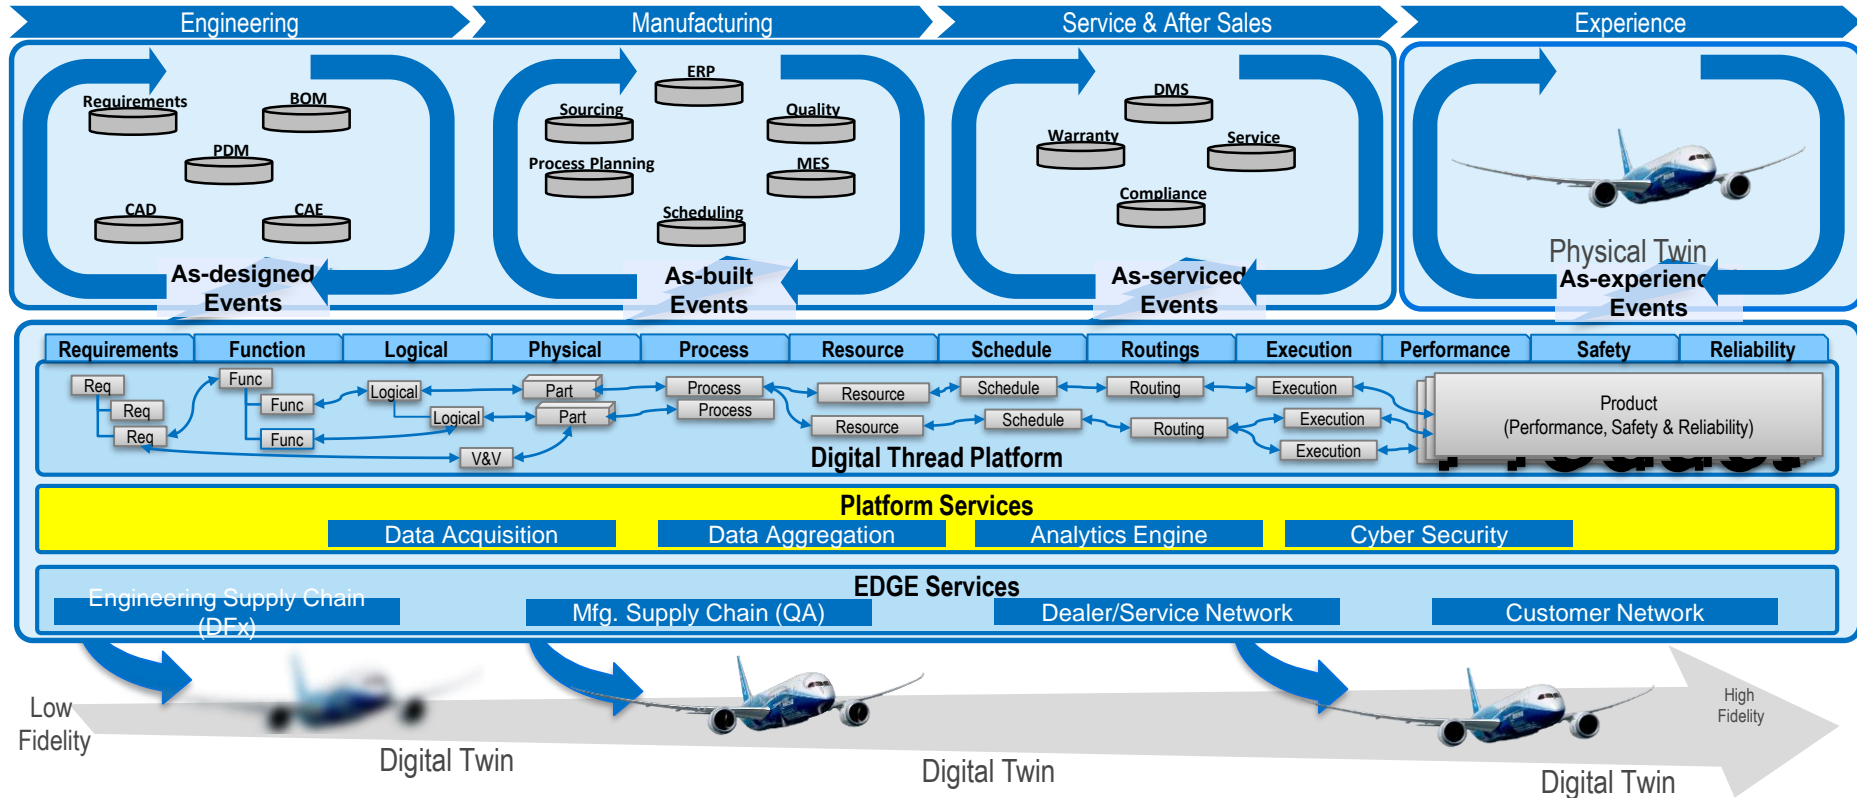 Engineering
Manufacturing
Service & After Sales
Experience
Requirements
BOM
PDM
CAD
CAE
As-designed
Events
ERP
Sourcing
Quality
Process Planning
MES
Scheduling
As-built
Events
DMS
Warranty
Service
Compliance
As-serviced
Events
Physical Twin
As-experienc
Events
Requirements
Function
Logical
Physical
Process
Resource
Schedule
Routings
Execution
Performance
Safety
Reliability
Req
Req
Req
Func
Func
Func
Logical
Logical
V&V
Part
Part
Process
Process
Resource
Resource
Schedule
Schedule
Routing
Routing
Execution
Execution
Execution
Product
(Performance, Safety & Reliability)
Digital Thread Platform
Platform Services
Data Acquisition
Data Aggregation
Analytics Engine
Cyber Security
EDGE Services
Engineering Supply Chain
(DFx)
Mfg. Supply Chain (QA)
Dealer/Service Network
Customer Network
Low
Fidelity
Digital Twin
Digital Twin
Digital Twin
High
Fidelity